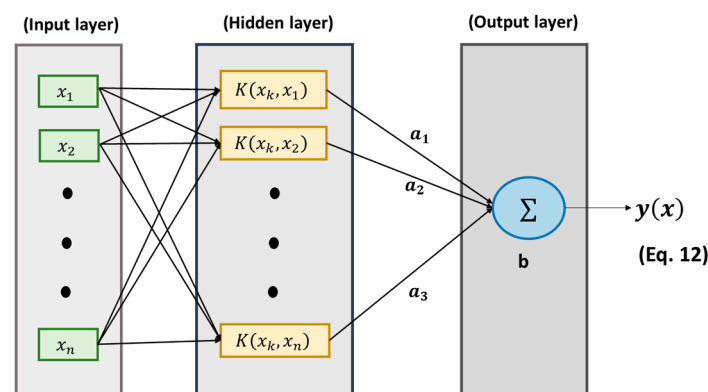 (Input layer)
(Hidden layer)
(Output layer)
x₁
x₂
xₙ
K(xₖ, x₁)
K(xₖ, x₂)
K(xₖ, xₙ)
a₁
a₂
a₃
Σ
b
y(x)
(Eq. 12)